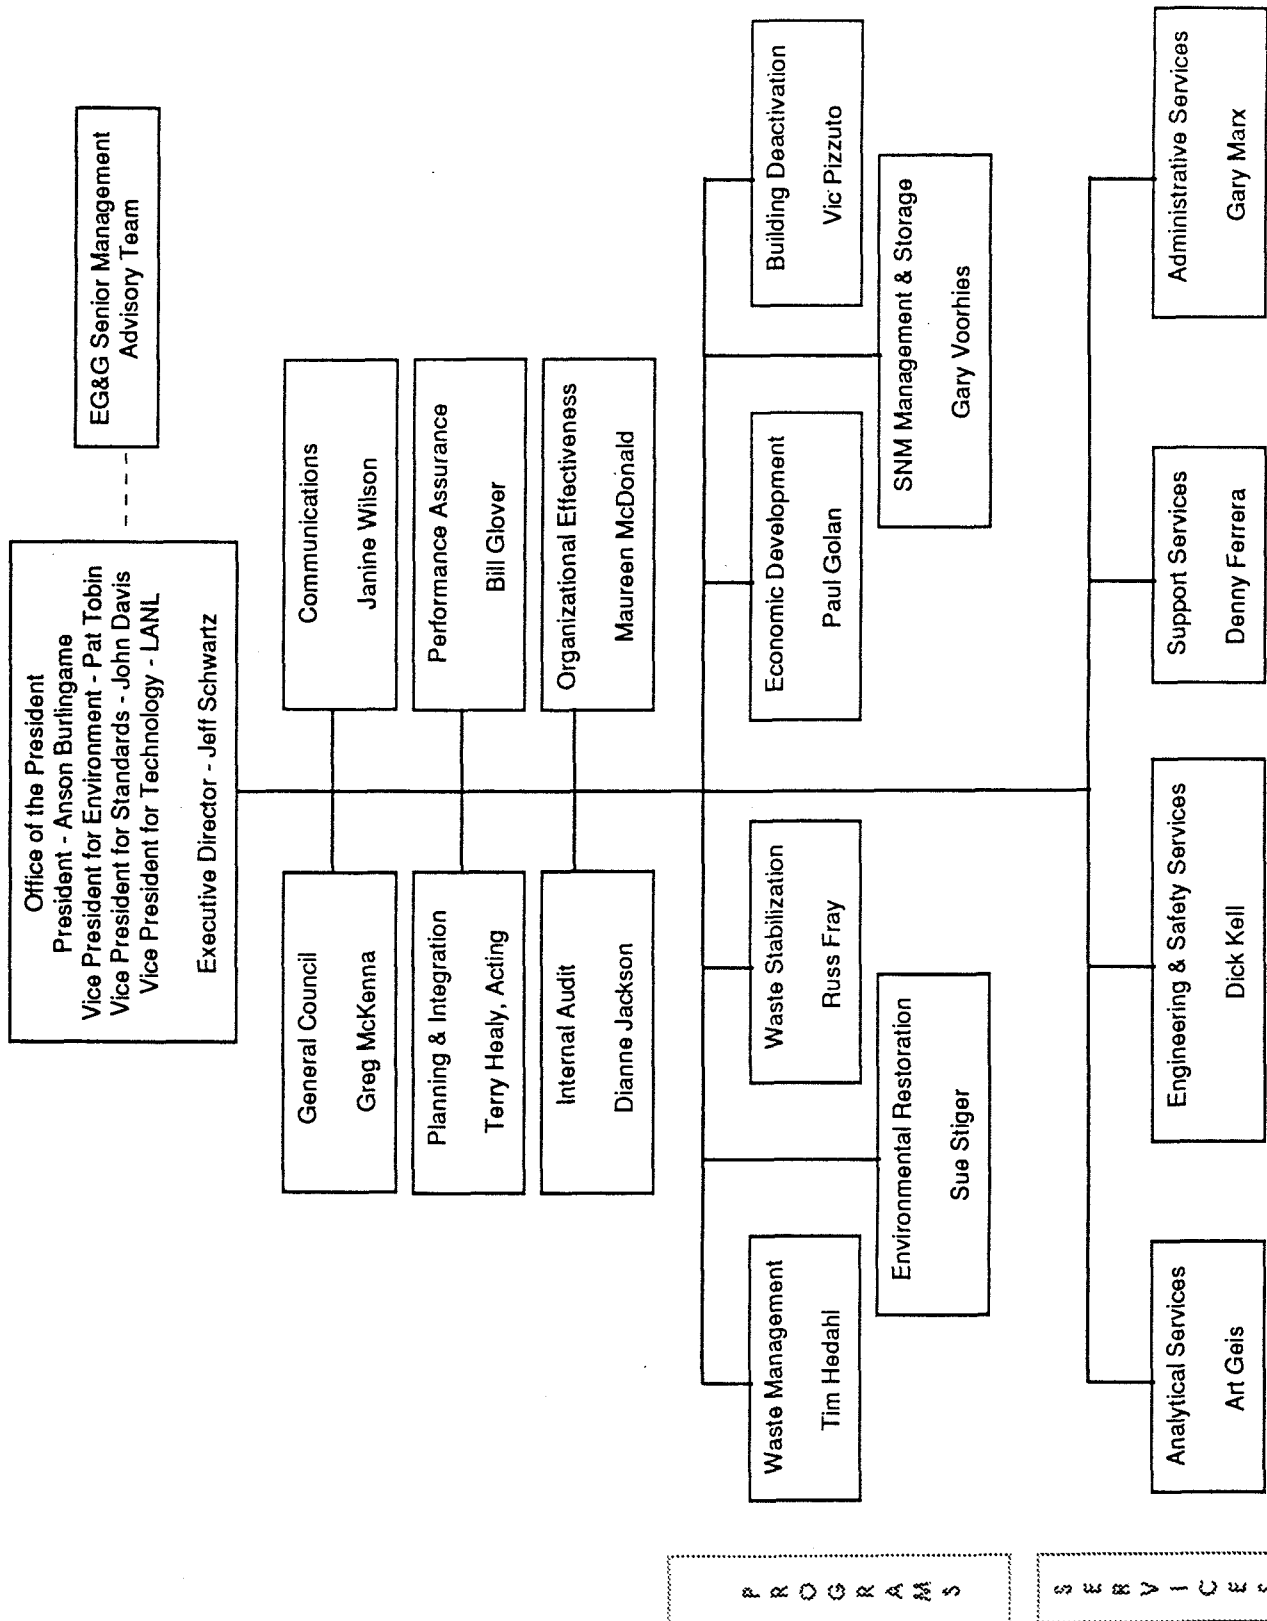 Office of the President
President - Anson Burlingame
Vice President for Environment - Pat Tobin
Vice President for Standards - John Davis
Vice President for Technology - LANL
Executive Director - Jeff Schwartz
EG&G Senior Management
Advisory Team
General Council
Greg McKenna
Communications
Janine Wilson
Planning & Integration
Terry Healy, Acting
Performance Assurance
Bill Glover
Internal Audit
Dianne Jackson
Organizational Effectiveness
Maureen McDonald
PROGRAMS
Waste Management
Tim Hedahl
Waste Stabilization
Russ Fray
Economic Development
Paul Golan
Building Deactivation
Vic Pizzuto
Environmental Restoration
Sue Stiger
SNM Management & Storage
Gary Voorhies
SERVICES
Analytical Services
Art Geis
Engineering & Safety Services
Dick Kell
Support Services
Denny Ferrera
Administrative Services
Gary Marx